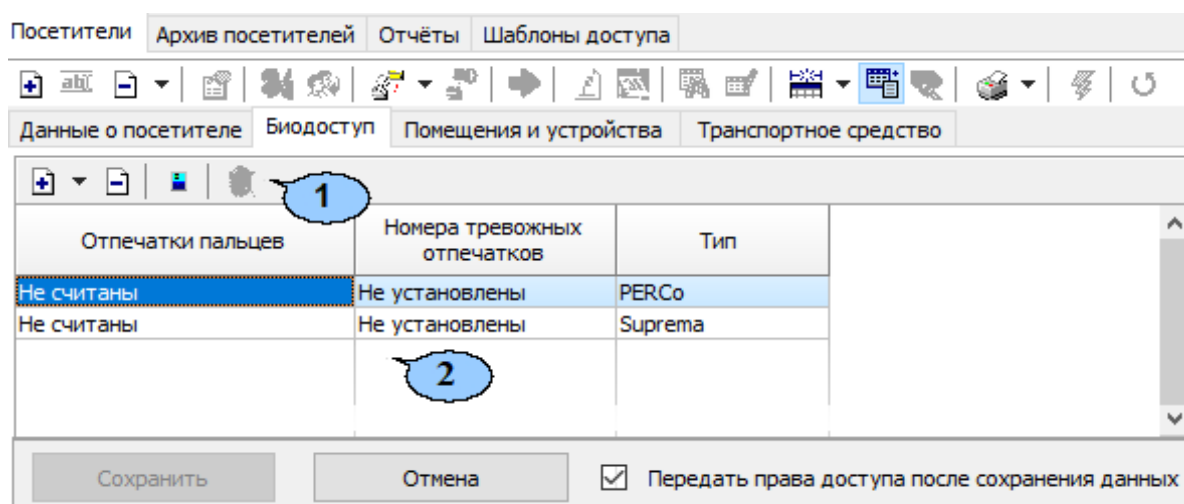 Посетители Архив посетителей Отчёты Шаблоны доступа
Данные о посетителе Биодоступ Помещения и устройства Транспортное средство
1
Отпечатки пальцев Номера тревожных отпечатков Тип
Не считаны Не установлены PERCo
Не считаны Не установлены Suprema
2
Сохранить Отмена Передать права доступа после сохранения данных